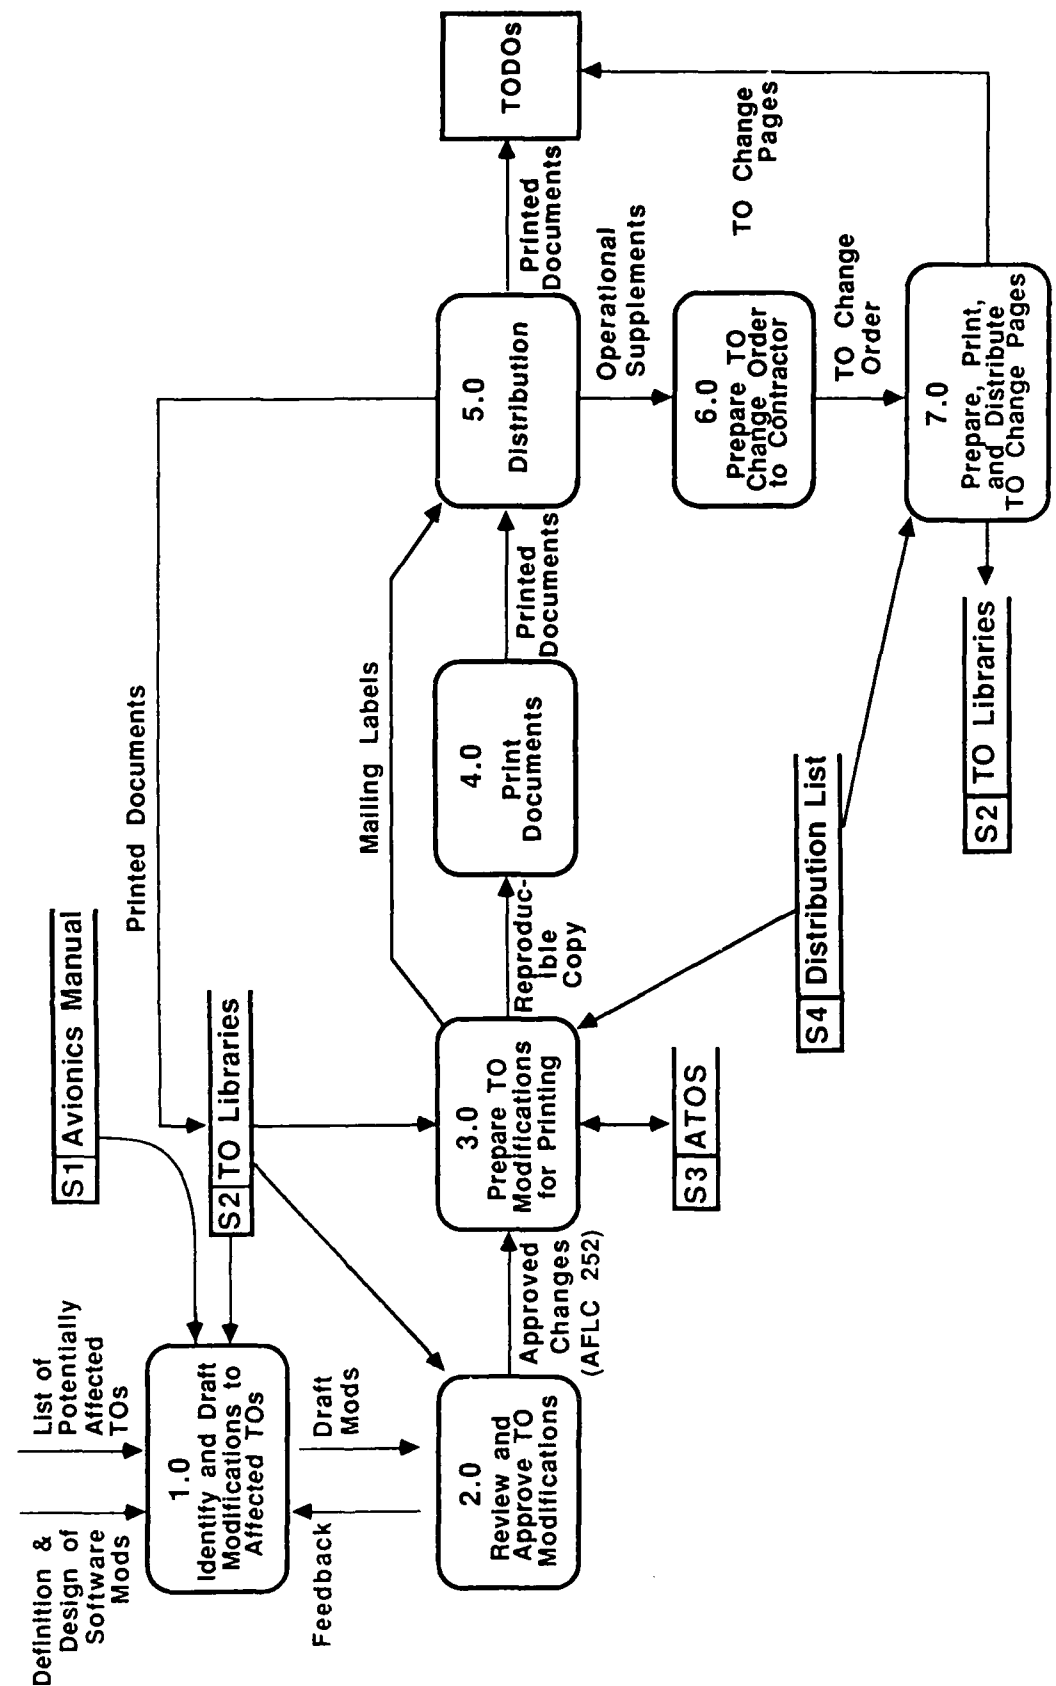 Definition &
Design of
Software
Mods
List of
Potentially
Affected
TOs
S1 Avionics Manual
Printed Documents
1.0
Identify and Draft
Modifications to
Affected TOs
S2 TO Libraries
Feedback
Draft
Mods
Mailing Labels
2.0
Review and
Approve TO
Modifications
Approved
Changes
(AFLC 252)
3.0
Prepare TO
Modifications
for Printing
Reproduc-
ible
Copy
4.0
Print
Documents
Printed
Documents
5.0
Distribution
Printed
Documents
TODOs
S3 ATOS
S4 Distribution List
Operational
Supplements
6.0
Prepare TO
Change Order
to Contractor
TO Change
Pages
TO Change
Order
S2 TO Libraries
7.0
Prepare, Print,
and Distribute
TO Change Pages